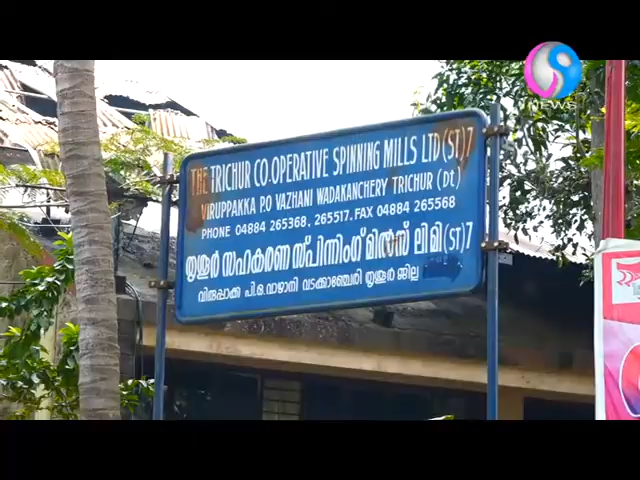 THE TRICHUR CO.OPERATIVE SPINNING MILLS LTD (ST)7
VIRUPPAKKA P.O VAZHANI WADAKANCHERY TRICHUR (DT)
PHONE 04884 265368, 265517. FAX 04884 265568
തൃശൂർ സഹകരണ സ്പിന്നിംഗ് മിൽസ് ലിമി (ST)7
വിരുപ്പാക്ക പി.ഒ.വാഴാനി വടക്കാഞ്ചേരി തൃശൂർ ജില്ല
NEWS